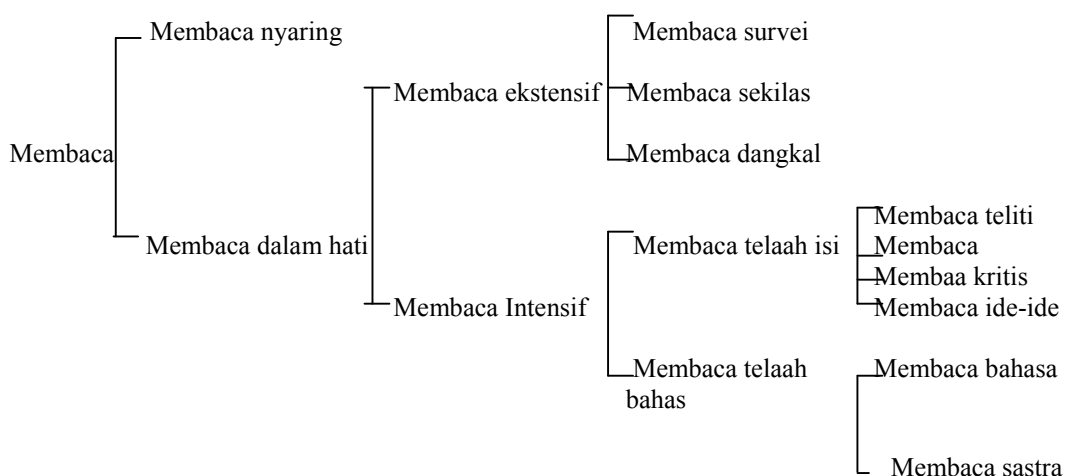 Membaca nyaring
Membaca survei
Membaca ekstensif
Membaca sekilas
Membaca
Membaca dangkal
Membaca teliti
Membaca dalam hati
Membaca telaah isi
Membaca
Membaa kritis
Membaca Intensif
Membaca ide-ide
Membaca telaah
bahas
Membaca bahasa
Membaca sastra